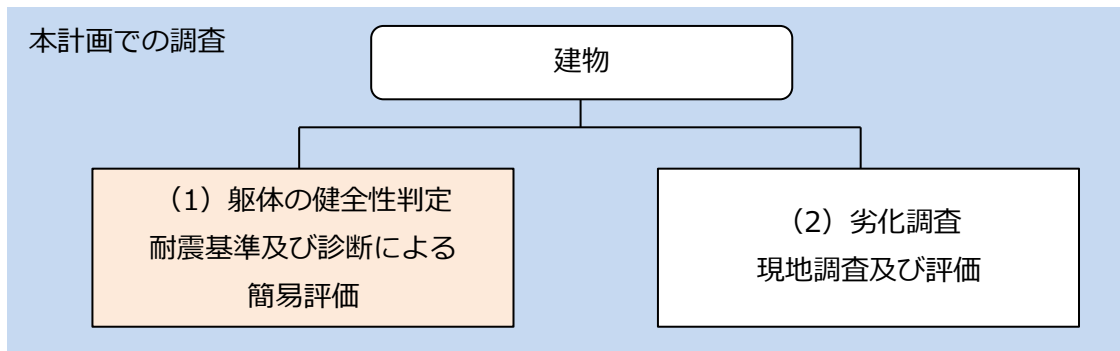 本計画での調査
建物
（1）躯体の健全性判定
耐震基準及び診断による
簡易評価
（2）劣化調査
現地調査及び評価